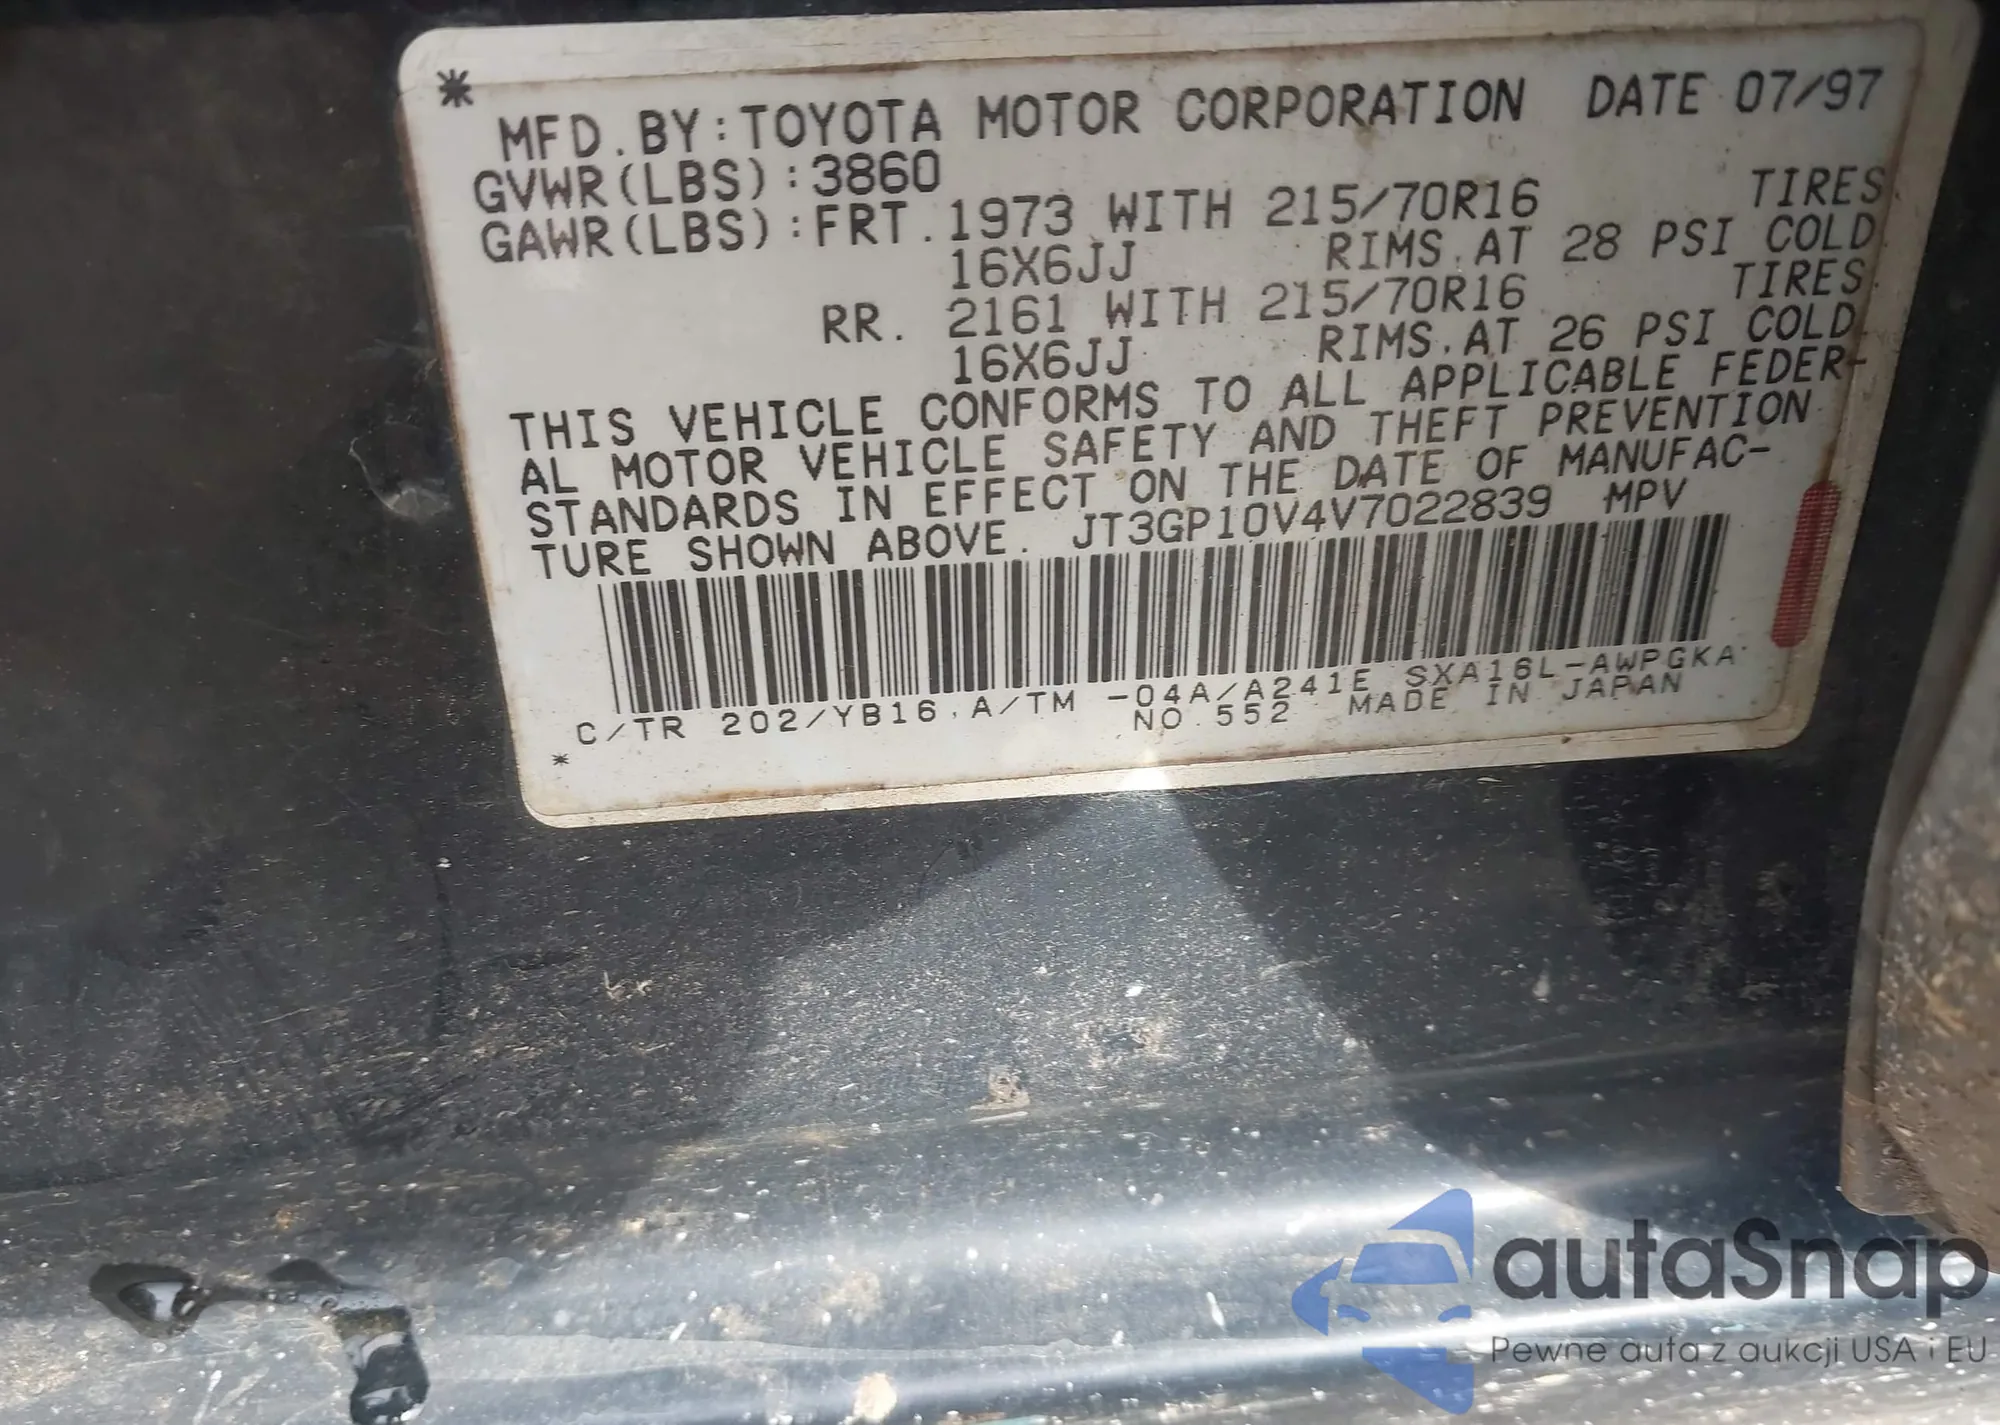 *
MFD.BY:TOYOTA MOTOR CORPORATION DATE 07/97
GVWR(LBS):3860
GAWR(LBS):FRT. 1973 WITH 215/70R16 TIRES.
16X6JJ RIMS.AT 28 PSI COLD.
RR. 2161 WITH 215/70R16 TIRES.
16X6JJ RIMS.AT 26 PSI COLD.
THIS VEHICLE CONFORMS TO ALL APPLICABLE FEDER-
AL MOTOR VEHICLE SAFETY AND THEFT PREVENTION
STANDARDS IN EFFECT ON THE DATE OF MANUFAC-
TURE SHOWN ABOVE. JT3GP10V4V7022839 MPV
C/TR 202/YB16.A/TM -04A/A241E SXA16L-AWPGKA
* NO.552 MADE IN JAPAN
autaSnap
Pewne auta z aukcji USA i EU